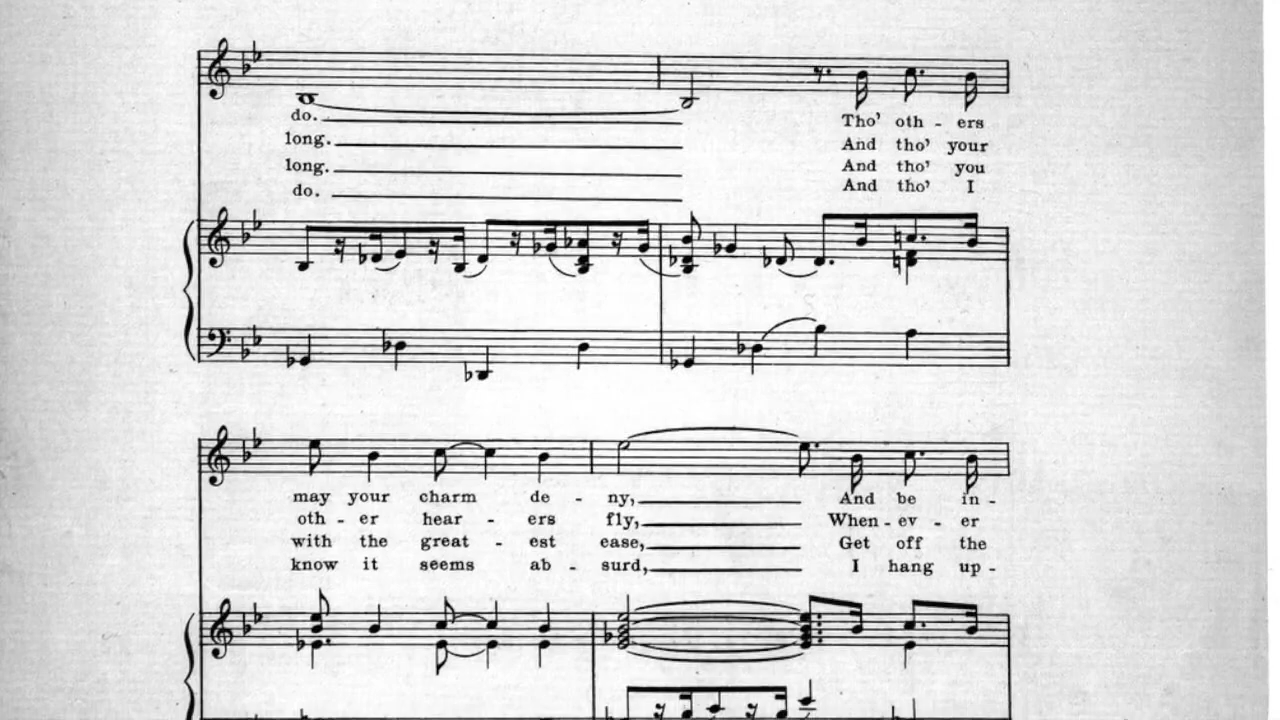 do. Tho' oth - ers
long. And tho' your
long. And tho' you
do. And tho' I
may your charm de - ny, And be in -
oth - er hear - ers fly, When - ev - er
with the great - est ease, Get off the
know it seems ab - surd, I hang up -